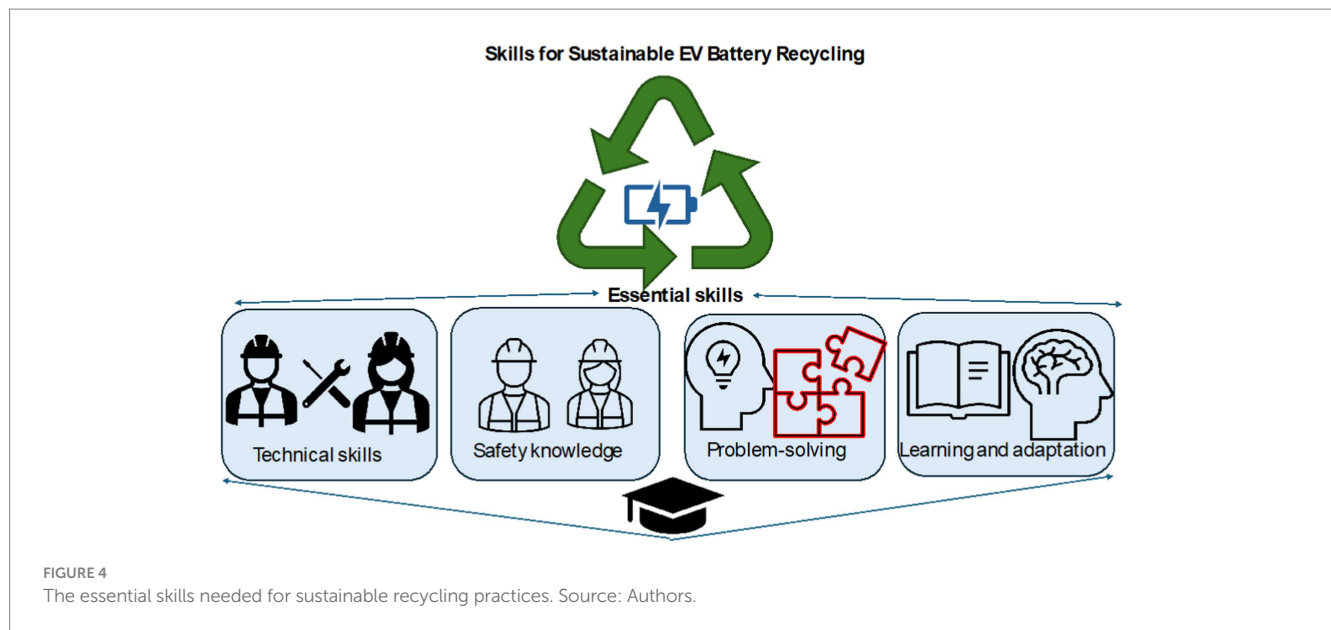 Skills for Sustainable EV Battery Recycling
Essential skills
Technical skills
Safety knowledge
Problem-solving
Learning and adaptation
FIGURE 4
The essential skills needed for sustainable recycling practices. Source: Authors.